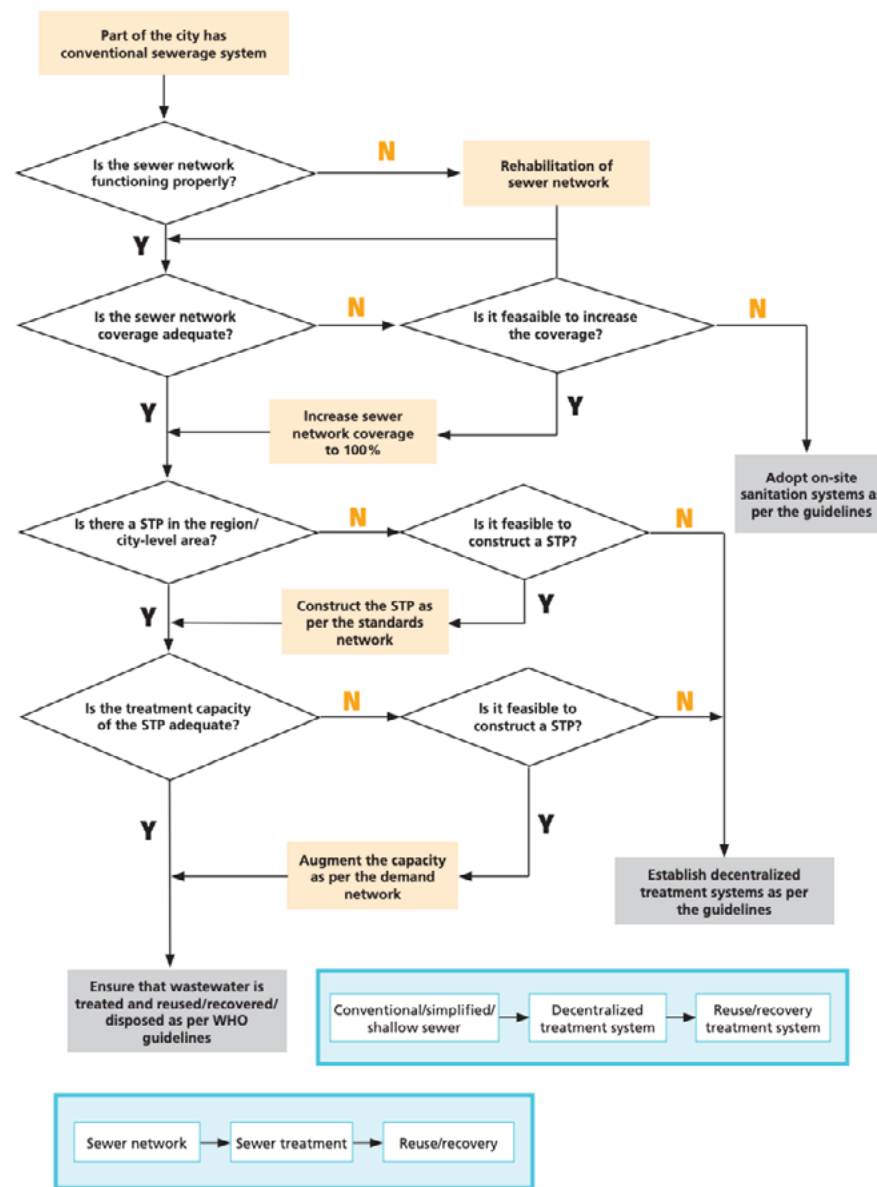 Part of the city has
conventional sewerage system
Is the sewer network
functioning properly?
N
Rehabilitation of
sewer network
Y
Is the sewer network
coverage adequate?
N
Is it feasaible to increase
the coverage?
N
Y
Y
Increase sewer
network coverage
to 100%
Adopt on-site
sanitation systems as
per the guidelines
Is there a STP in the region/
city-level area?
N
Is it feasible to
construct a STP?
N
Y
Y
Construct the STP as
per the standards
network
Is the treatment capacity
of the STP adequate?
N
Is it feasible to
construct a STP?
N
Y
Y
Augment the capacity
as per the demand
network
Establish decentralized
treatment systems as per
the guidelines
Ensure that wastewater is
treated and reused/recovered/
disposed as per WHO
guidelines
Conventional/simplified/
shallow sewer
Decentralized
treatment system
Reuse/recovery
treatment system
Sewer network
Sewer treatment
Reuse/recovery